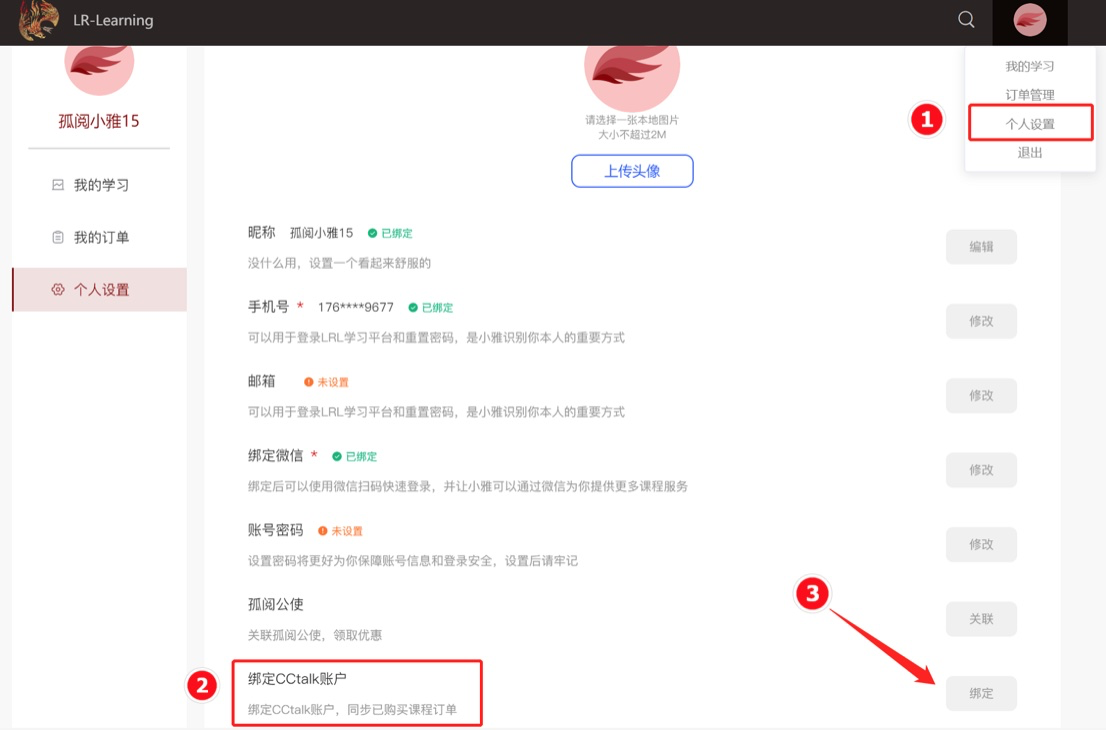 LR-Learning
我的学习
订单管理
1
个人设置
退出
孤阅小雅15
我的学习
我的订单
个人设置
请选择一张本地图片
大小不超过2M
上传头像
昵称 孤阅小雅15 已绑定
编辑
没什么用，设置一个看起来舒服的
手机号 * 176****9677 已绑定
修改
可以用于登录LRL学习平台和重置密码，是小雅识别你本人的重要方式
邮箱 未设置
修改
可以用于登录LRL学习平台和重置密码，是小雅识别你本人的重要方式
绑定微信 * 已绑定
修改
绑定后可以使用微信扫码快速登录，并让小雅可以通过微信为你提供更多课程服务
账号密码 未设置
修改
设置密码将更好为你保障账号信息和登录安全，设置后请牢记
孤阅公使
关联
关联孤阅公使，领取优惠
3
2
绑定CCtalk账户
绑定
绑定CCtalk账户，同步已购买课程订单